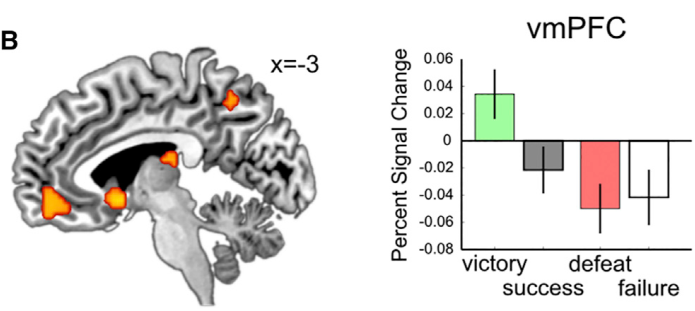 B
x=-3
vmPFC
Percent Signal Change
0.06
0.04
0.02
0
-0.02
-0.04
-0.06
-0.08
victory
success
defeat
failure